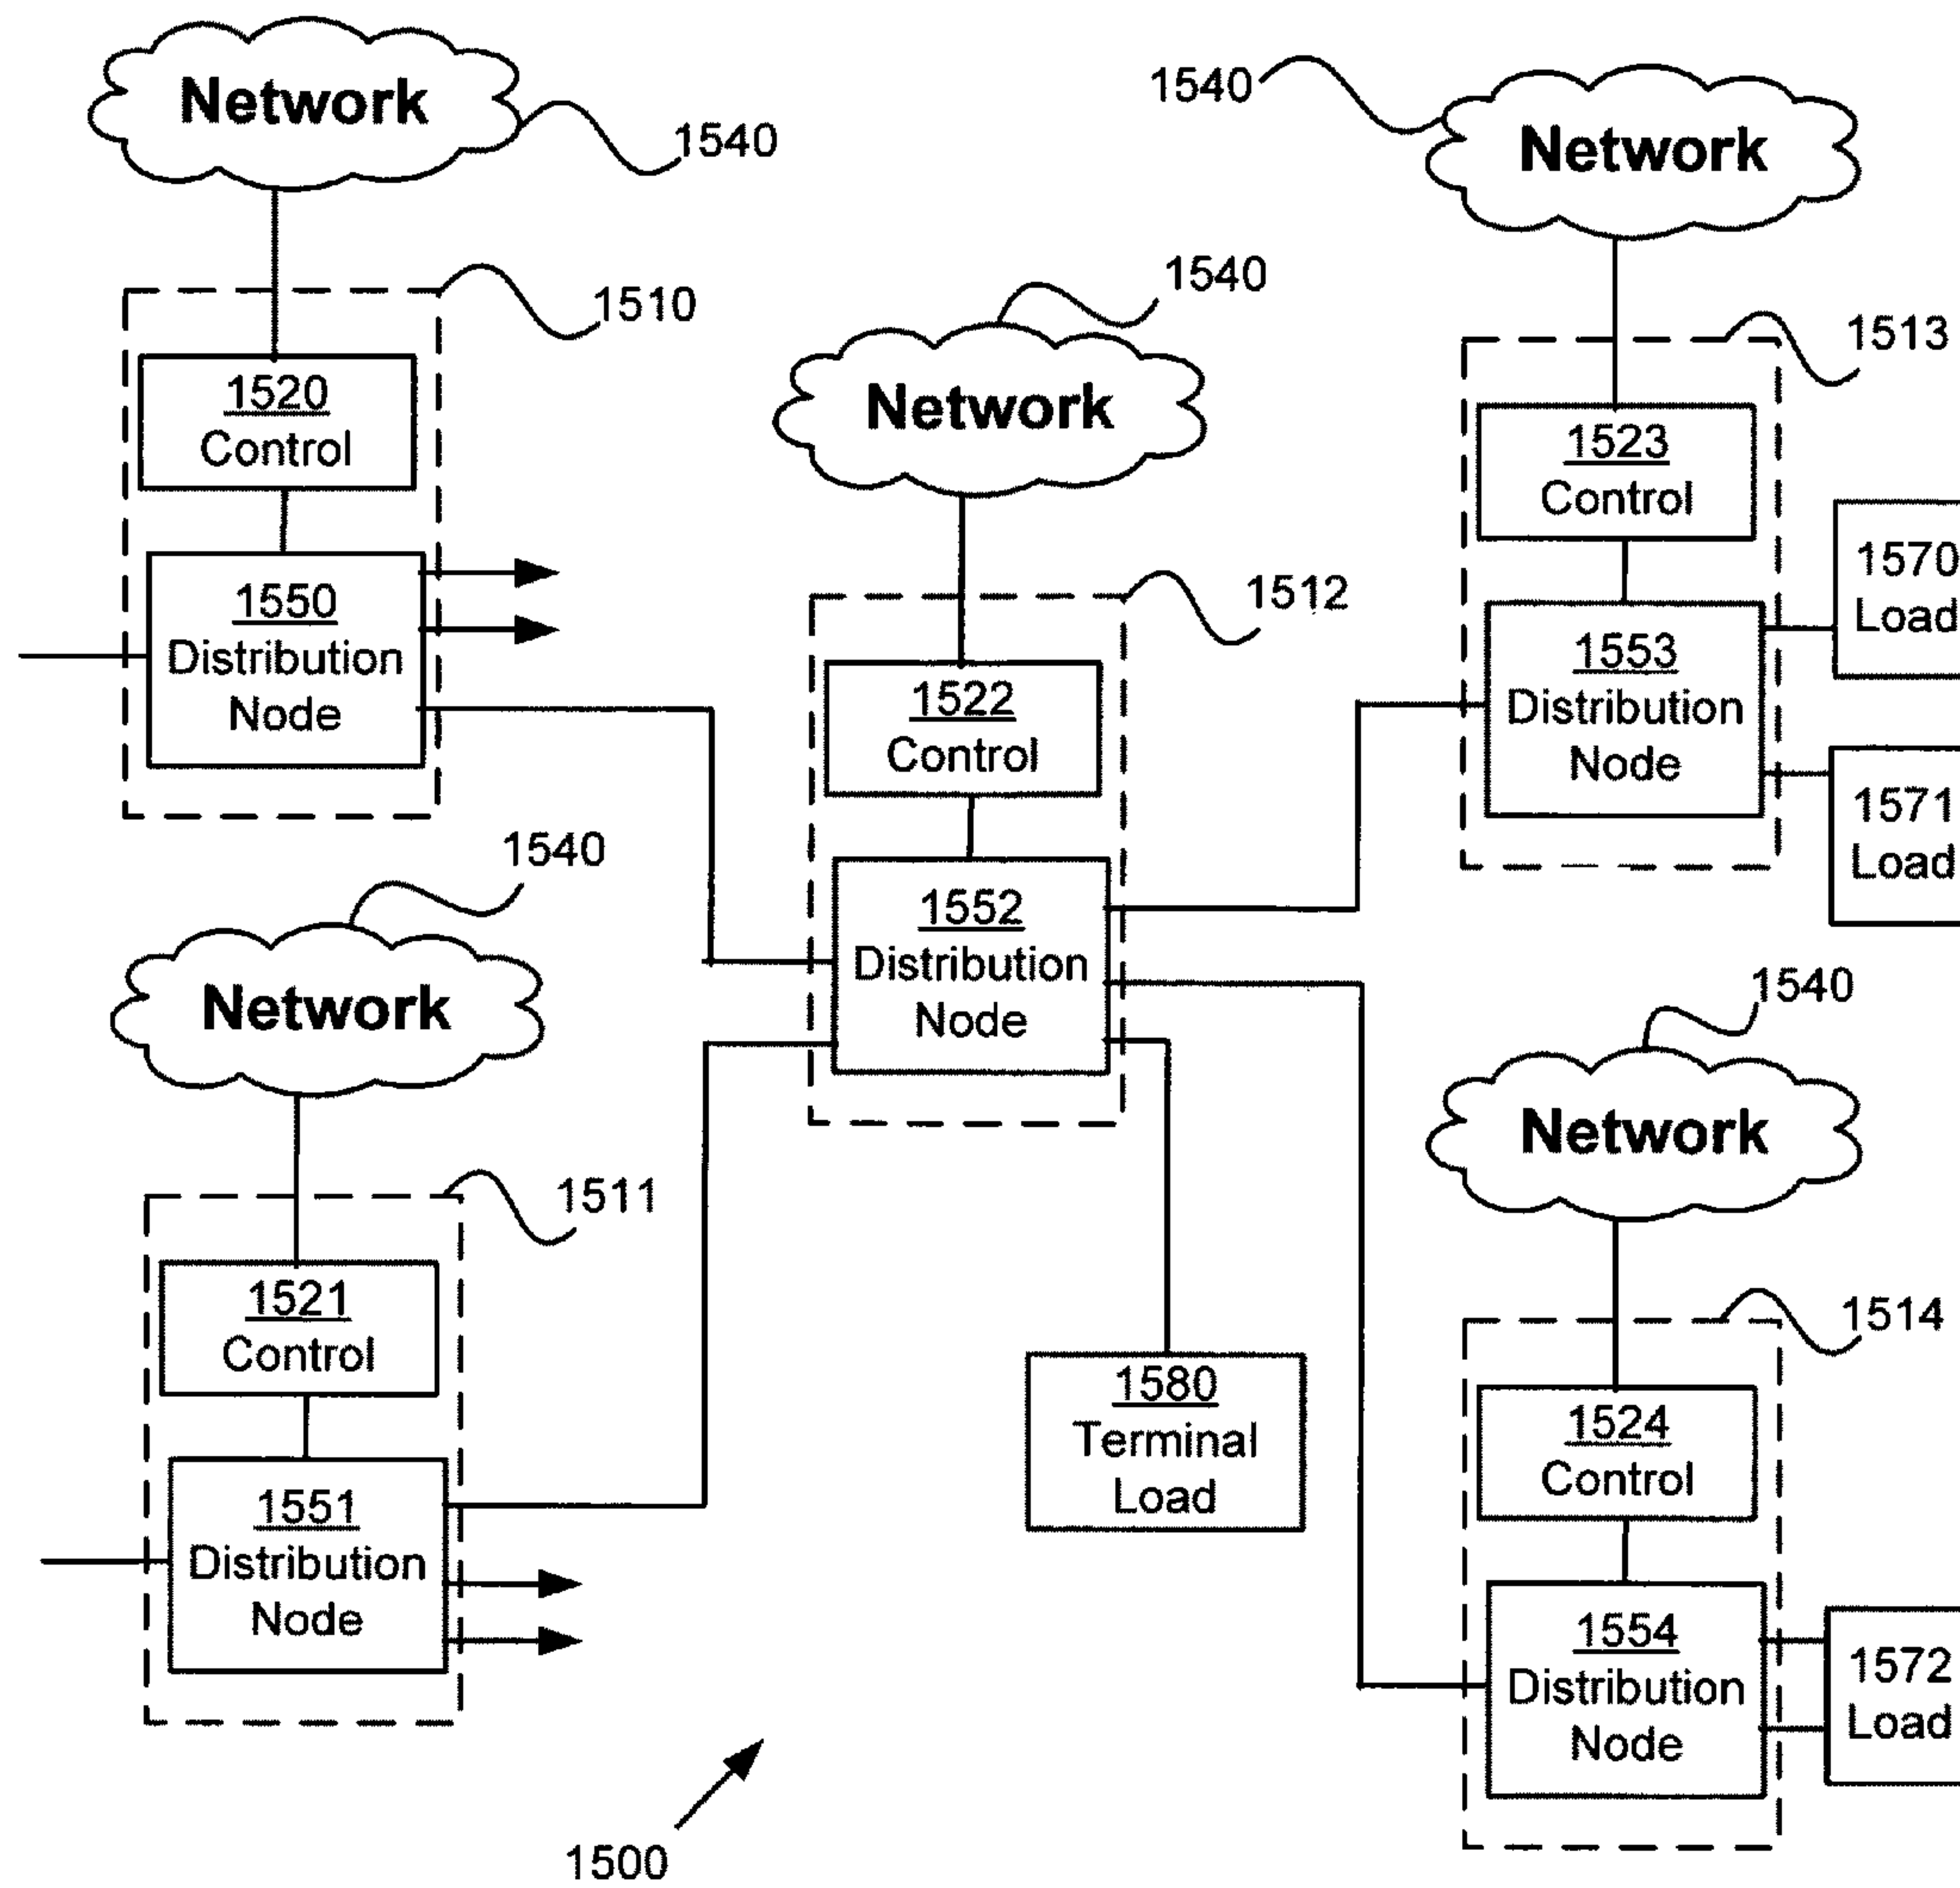 Network
1540
1510
1520
Control
1550
Distribution
Node
1540
Network
1511
1521
Control
1551
Distribution
Node
1540
Network
1512
1522
Control
1552
Distribution
Node
1580
Terminal
Load
1540
Network
1513
1523
Control
1553
Distribution
Node
1570
Load
1571
Load
1540
Network
1514
1524
Control
1554
Distribution
Node
1572
Load
1500